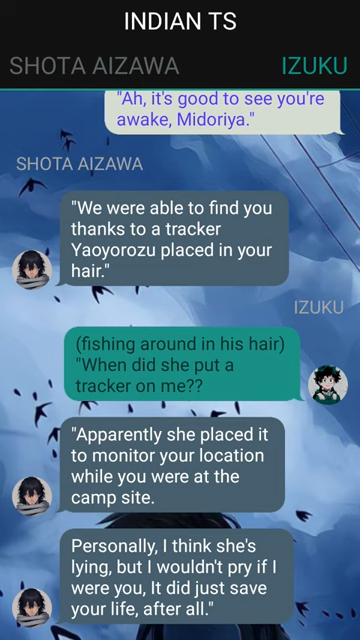 INDIAN TS
SHOTA AIZAWA
IZUKU
"Ah, it's good to see you're
awake, Midoriya."
SHOTA AIZAWA
"We were able to find you
thanks to a tracker
Yaoyorozu placed in your
hair."
IZUKU
(fishing around in his hair)
"When did she put a
tracker on me??
"Apparently she placed it
to monitor your location
while you were at the
camp site.
Personally, I think she's
lying, but I wouldn't pry if I
were you, It did just save
your life, after all."